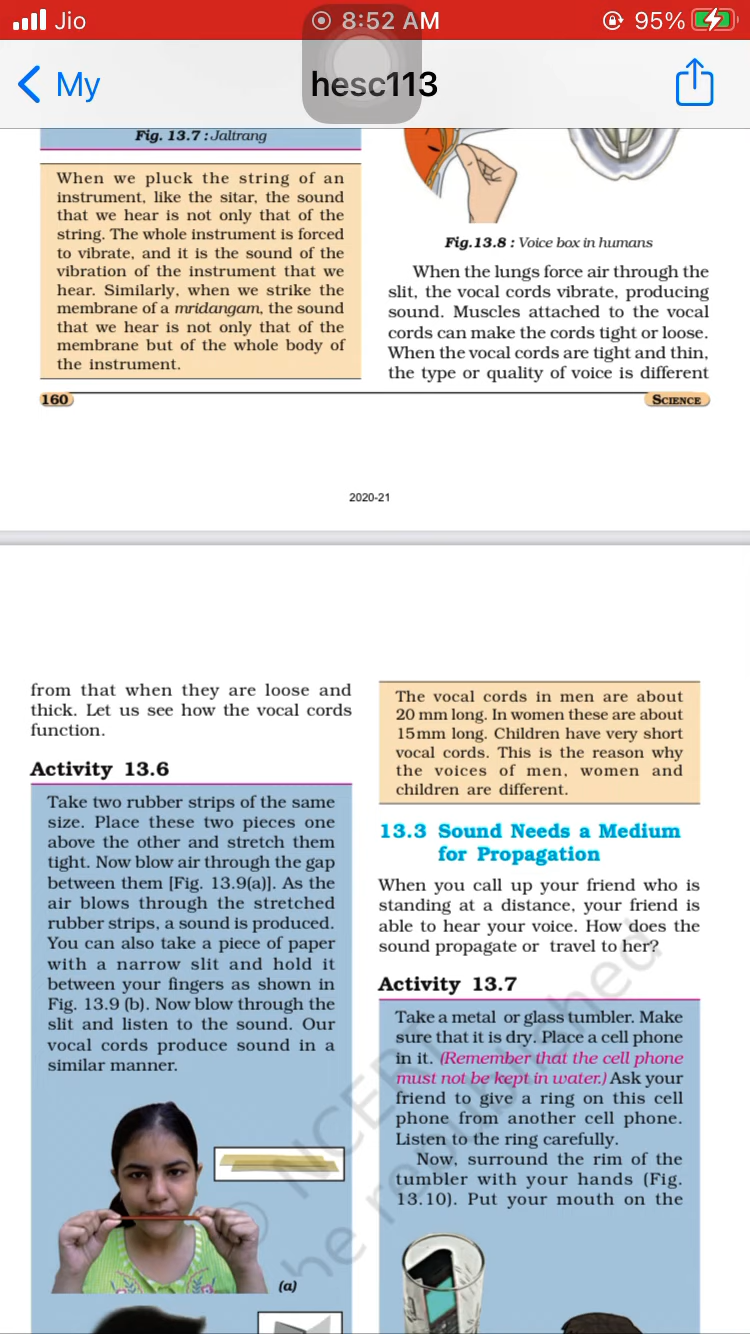 Jio
8:52 AM
95%
My
hesc113
Fig. 13.7 : Jaltrang
When we pluck the string of an
instrument, like the sitar, the sound
that we hear is not only that of the
string. The whole instrument is forced
to vibrate, and it is the sound of the
vibration of the instrument that we
hear. Similarly, when we strike the
membrane of a mridangam, the sound
that we hear is not only that of the
membrane but of the whole body of
the instrument.
Fig.13.8 : Voice box in humans
When the lungs force air through the
slit, the vocal cords vibrate, producing
sound. Muscles attached to the vocal
cords can make the cords tight or loose.
When the vocal cords are tight and thin,
the type or quality of voice is different
160
SCIENCE
2020-21
from that when they are loose and
thick. Let us see how the vocal cords
function.
Activity 13.6
Take two rubber strips of the same
size. Place these two pieces one
above the other and stretch them
tight. Now blow air through the gap
between them [Fig. 13.9(a)]. As the
air blows through the stretched
rubber strips, a sound is produced.
You can also take a piece of paper
with a narrow slit and hold it
between your fingers as shown in
Fig. 13.9 (b). Now blow through the
slit and listen to the sound. Our
vocal cords produce sound in a
similar manner.
(a)
The vocal cords in men are about
20 mm long. In women these are about
15mm long. Children have very short
vocal cords. This is the reason why
the voices of men, women and
children are different.
13.3 Sound Needs a Medium
for Propagation
When you call up your friend who is
standing at a distance, your friend is
able to hear your voice. How does the
sound propagate or travel to her?
Activity 13.7
Take a metal or glass tumbler. Make
sure that it is dry. Place a cell phone
in it. (Remember that the cell phone
must not be kept in water.) Ask your
friend to give a ring on this cell
phone from another cell phone.
Listen to the ring carefully.
Now, surround the rim of the
tumbler with your hands (Fig.
13.10). Put your mouth on the
© NCERT
be republished